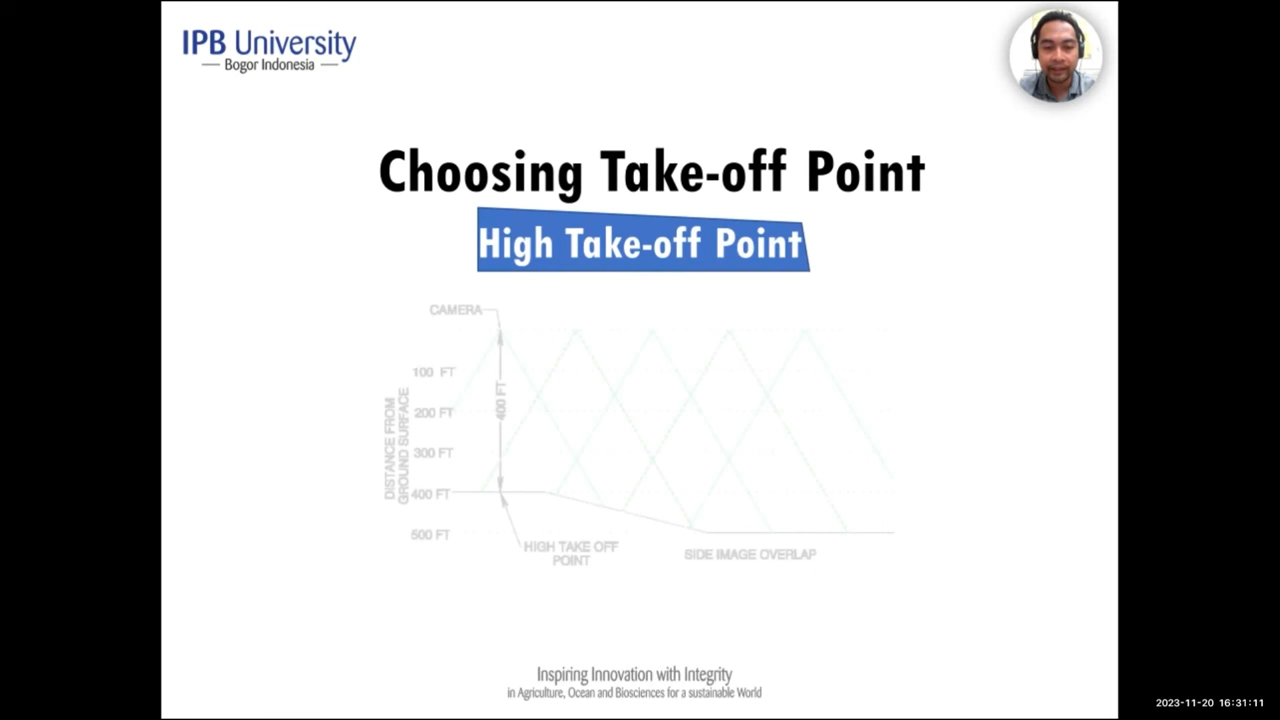 IPB University
Bogor Indonesia
Choosing Take-off Point
High Take-off Point
CAMERA
100 FT
200 FT
300 FT
400 FT
500 FT
DISTANCE FROM
GROUND SURFACE
400 FT
HIGH TAKE OFF
POINT
SIDE IMAGE OVERLAP
Inspiring Innovation with Integrity
in Agriculture, Ocean and Biosciences for a sustainable World
2023-11-20 16:31:11